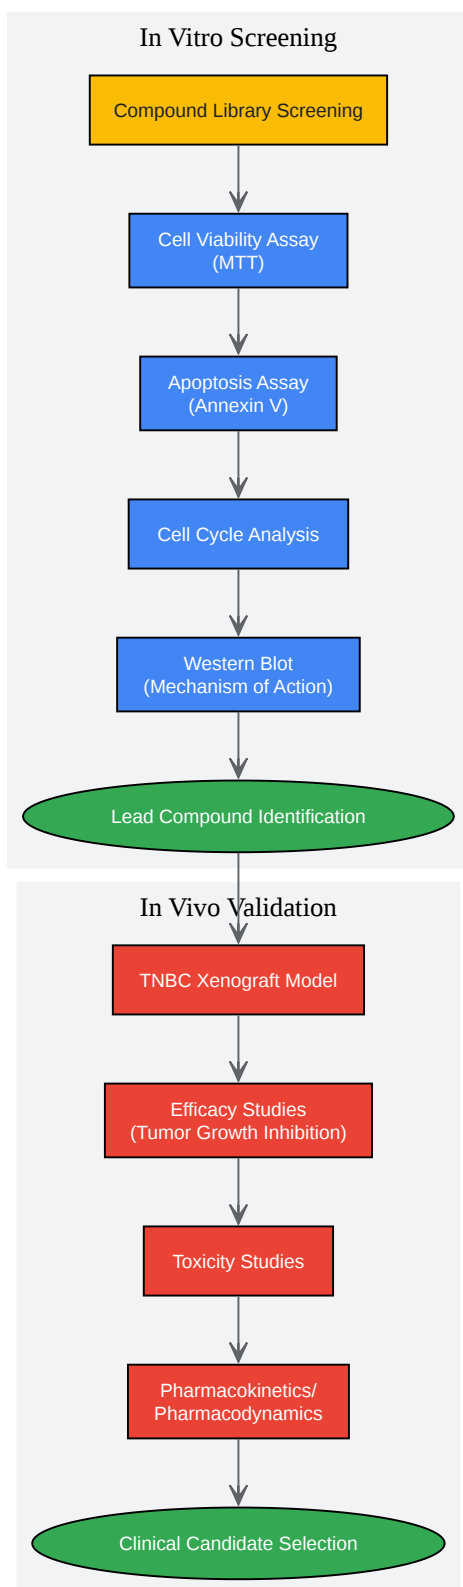 In Vitro Screening
Compound Library Screening
Cell Viability Assay
(MTT)
Apoptosis Assay
(Annexin V)
Cell Cycle Analysis
Western Blot
(Mechanism of Action)
Lead Compound Identification
In Vivo Validation
TNBC Xenograft Model
Efficacy Studies
(Tumor Growth Inhibition)
Toxicity Studies
Pharmacokinetics/
Pharmacodynamics
Clinical Candidate Selection